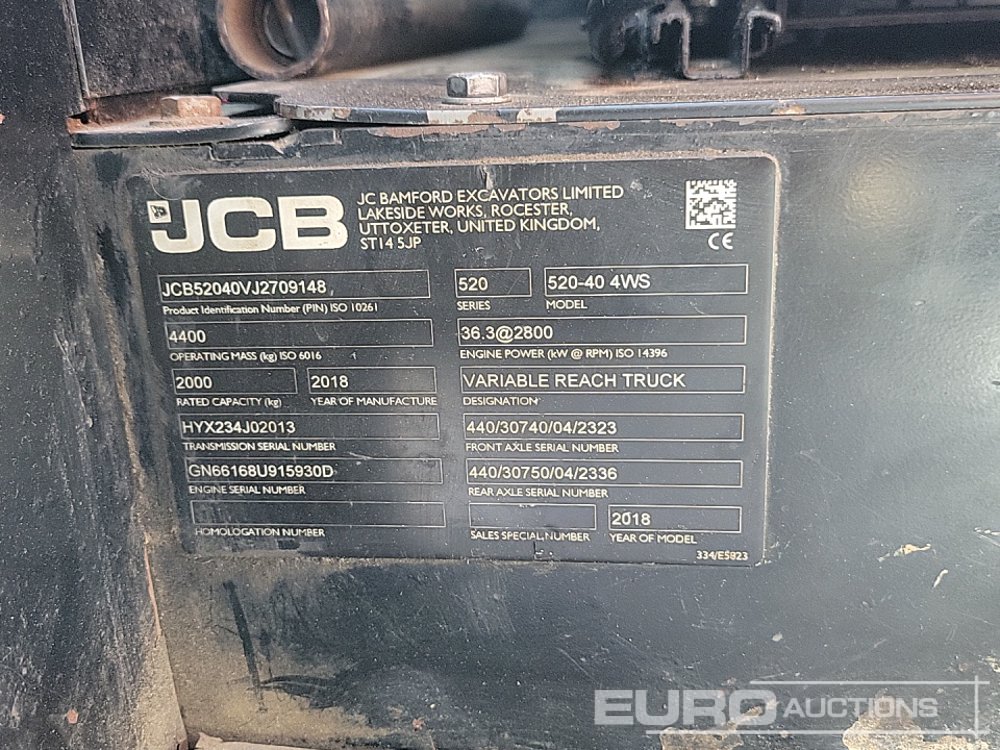 JCB
JC BAMFORD EXCAVATORS LIMITED
LAKESIDE WORKS, ROCESTER,
UTTOXETER, UNITED KINGDOM,
ST14 5JP
CE
JCB52040VJ2709148
Product Identification Number (PIN) ISO 10261
520
SERIES
520-40 4WS
MODEL
4400
OPERATING MASS (kg) ISO 6016
36.3@2800
ENGINE POWER (kW @ RPM) ISO 14396
2000
RATED CAPACITY (kg)
2018
YEAR OF MANUFACTURE
VARIABLE REACH TRUCK
DESIGNATION
HYX234J02013
TRANSMISSION SERIAL NUMBER
440/30740/04/2323
FRONT AXLE SERIAL NUMBER
GN66168U915930D
ENGINE SERIAL NUMBER
440/30750/04/2336
REAR AXLE SERIAL NUMBER
HOMOLOGATION NUMBER
SALES SPECIAL NUMBER
2018
YEAR OF MODEL
334/E5823
EURO AUCTIONS